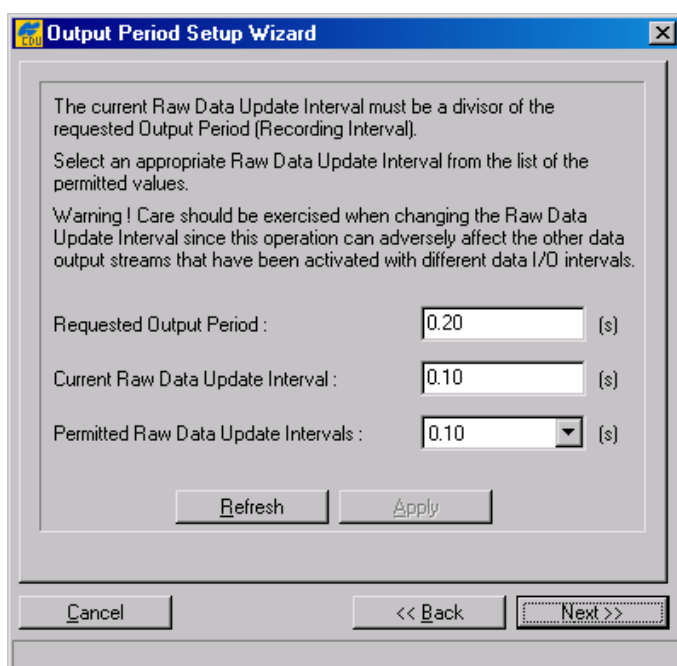 EDU
Output Period Setup Wizard
The current Raw Data Update Interval must be a divisor of the
requested Output Period (Recording Interval).
Select an appropriate Raw Data Update Interval from the list of the
permitted values.
Warning ! Care should be exercised when changing the Raw Data
Update Interval since this operation can adversely affect the other data
output streams that have been activated with different data I/O intervals.
Requested Output Period : 0.20 (s)
Current Raw Data Update Interval : 0.10 (s)
Permitted Raw Data Update Intervals : 0.10 (s)
Refresh Apply
Cancel << Back Next >>